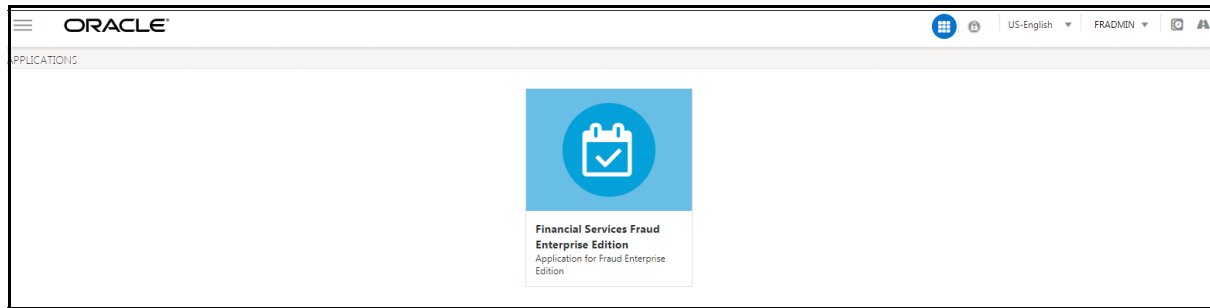 ORACLE
US-English
FRADMIN
APPLICATIONS
Financial Services Fraud
Enterprise Edition
Application for Fraud Enterprise
Edition